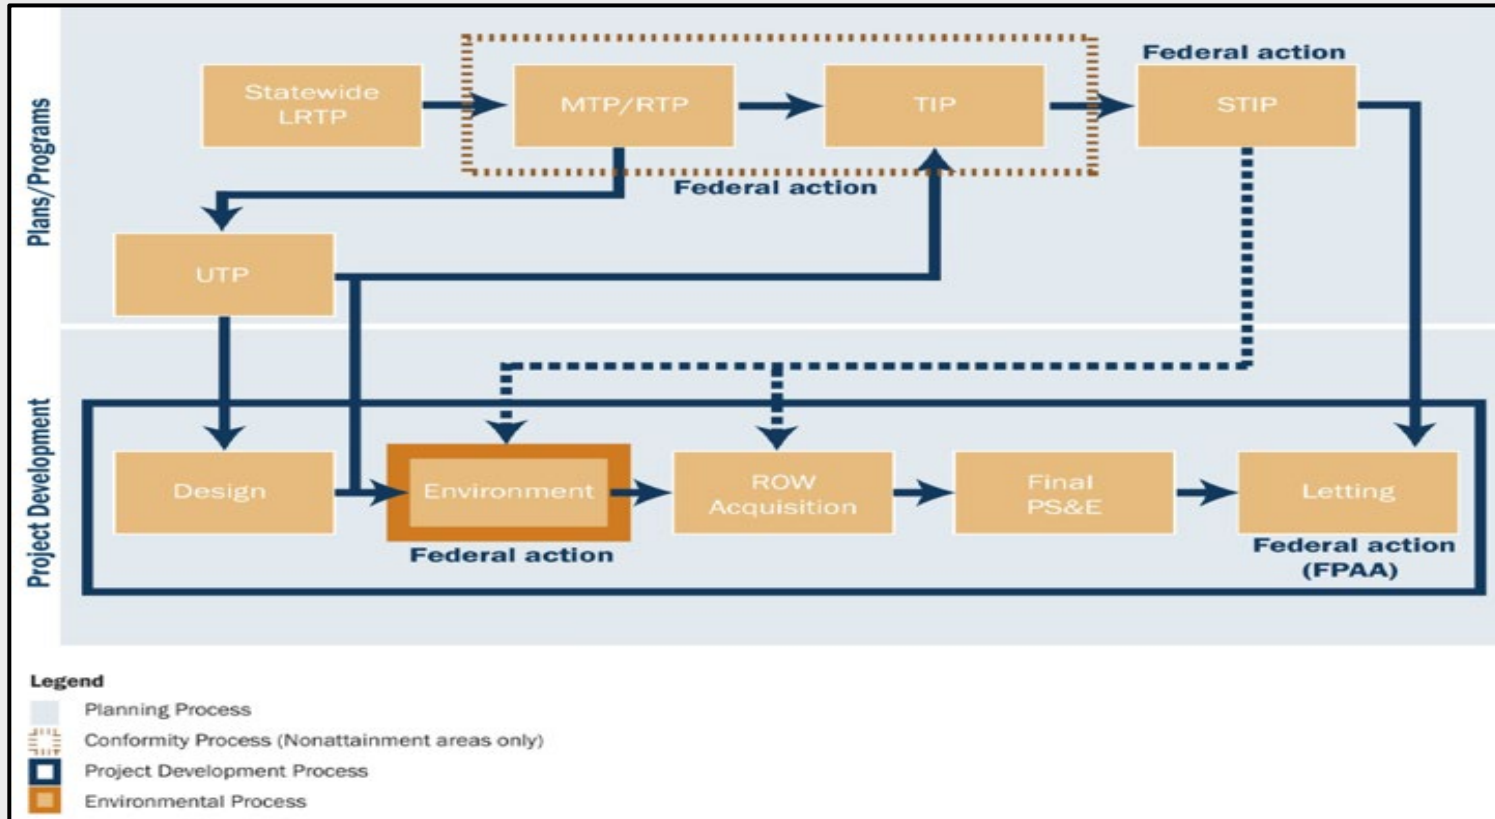 Plans/Programs
Federal action
Statewide
LRTP
MTP/RTP
TIP
STIP
Federal action
UTP
Project Development
Design
Environment
ROW
Acquisition
Final
PS&E
Letting
Federal action
Federal action
(FPAA)
Legend
Planning Process
Conformity Process (Nonattainment areas only)
Project Development Process
Environmental Process